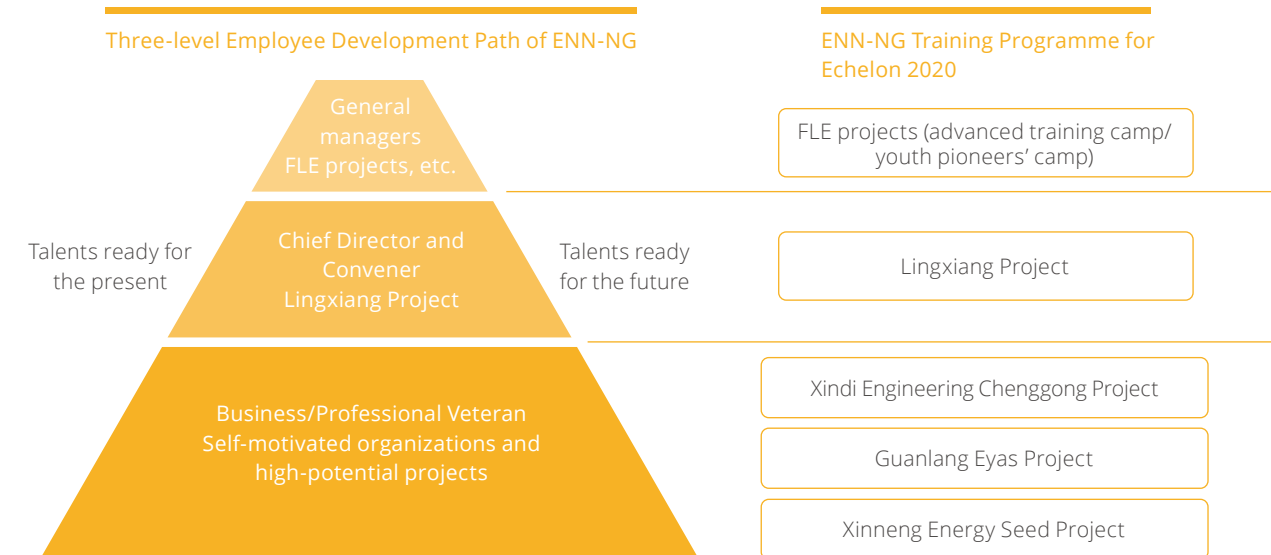 Three-level Employee Development Path of ENN-NG
General
managers
FLE projects, etc.
Talents ready for
the present
Chief Director and
Convener
Lingxiang Project
Talents ready
for the future
Business/Professional Veteran
Self-motivated organizations and
high-potential projects
ENN-NG Training Programme for
Echelon 2020
FLE projects (advanced training camp/
youth pioneers’ camp)
Lingxiang Project
Xindi Engineering Chenggong Project
Guanlang Eyas Project
Xinneng Energy Seed Project